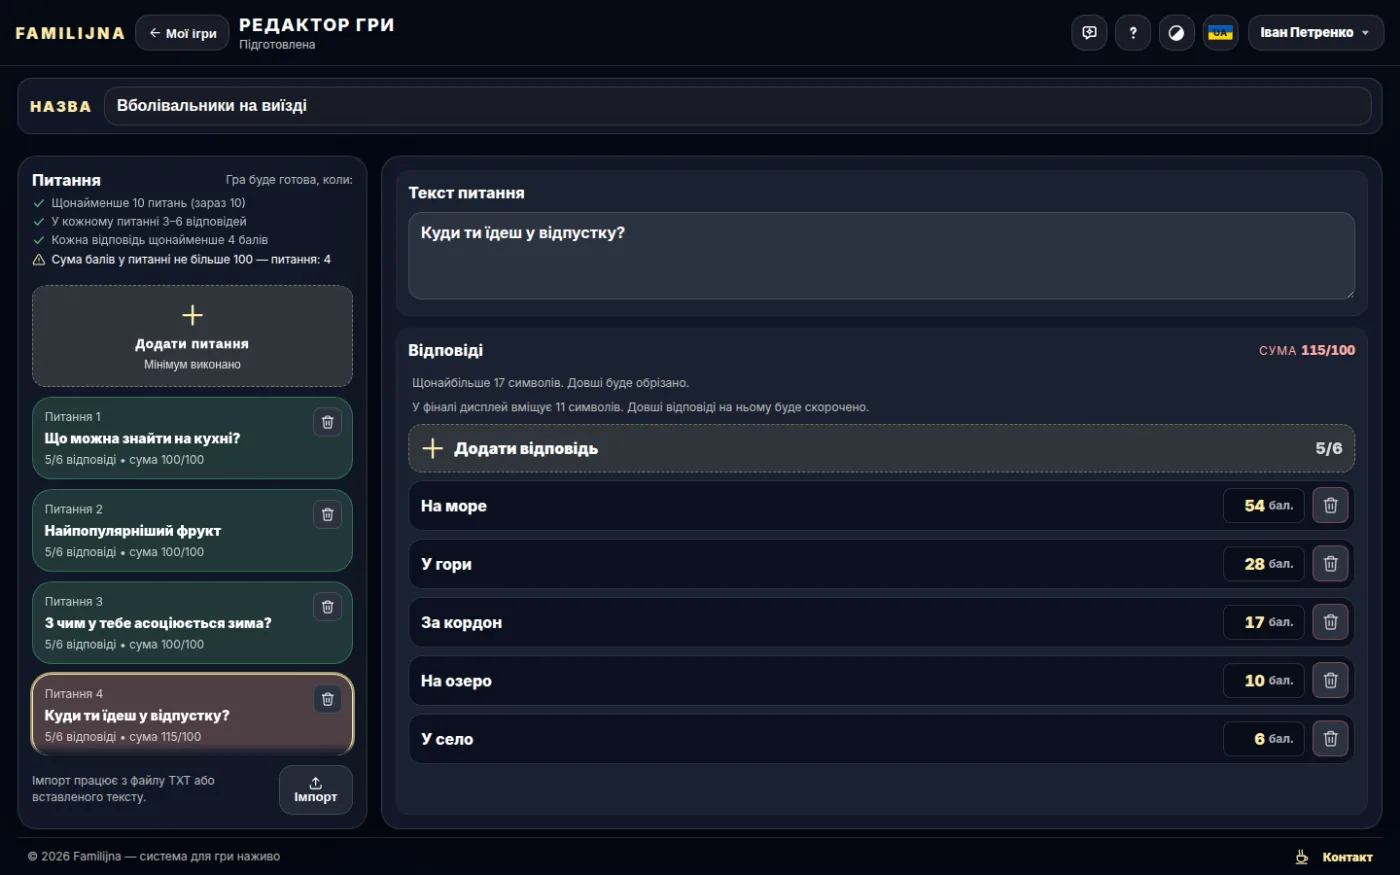 FAMILIJNA
← Мої ігри
РЕДАКТОР ГРИ
Підготовлена
?
UA
Іван Петренко
НАЗВА
Вболівальники на виїзді
Питання
Гра буде готова, коли:
Щонайменше 10 питань (зараз 10)
У кожному питанні 3–6 відповідей
Кожна відповідь щонайменше 4 балів
Сума балів у питанні не більше 100 — питання: 4
Додати питання
Мінімум виконано
Питання 1
Що можна знайти на кухні?
5/6 відповіді • сума 100/100
Питання 2
Найпопулярніший фрукт
5/6 відповіді • сума 100/100
Питання 3
З чим у тебе асоціюється зима?
5/6 відповіді • сума 100/100
Питання 4
Куди ти їдеш у відпустку?
5/6 відповіді • сума 115/100
Імпорт працює з файлу TXT або
вставленого тексту.
Імпорт
Текст питання
Куди ти їдеш у відпустку?
Відповіді
СУМА 115/100
Щонайбільше 17 символів. Довші буде обрізано.
У фіналі дисплей вміщує 11 символів. Довші відповіді на ньому буде скорочено.
Додати відповідь
5/6
На море
54 бал.
У гори
28 бал.
За кордон
17 бал.
На озеро
10 бал.
У село
6 бал.
© 2026 Familijna — система для гри наживо
Контакт